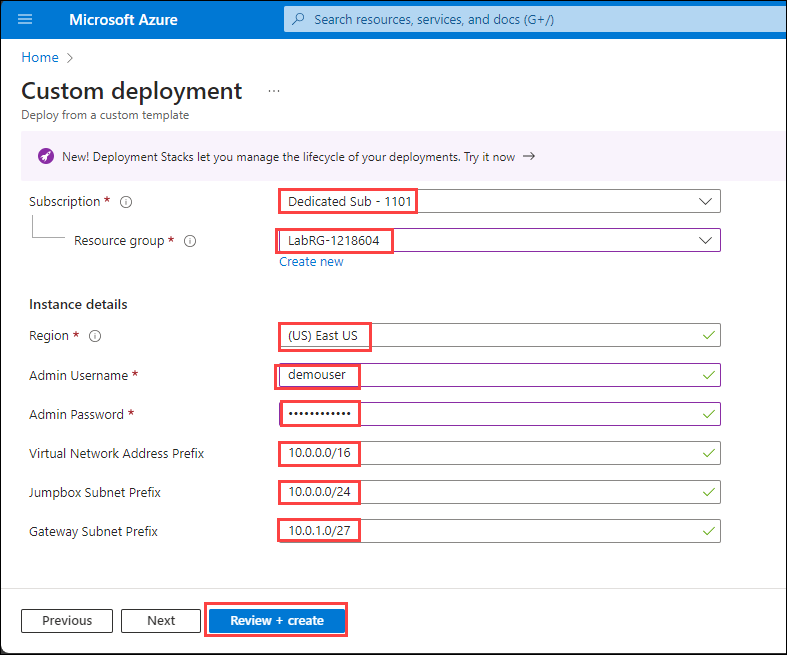 Microsoft Azure
Search resources, services, and docs (G+/)
Home >
Custom deployment ...
Deploy from a custom template
New! Deployment Stacks let you manage the lifecycle of your deployments. Try it now →
Subscription * Dedicated Sub - 1101
Resource group * LabRG-1218604
Create new
Instance details
Region * (US) East US
Admin Username * demouser
Admin Password * ••••••••••••
Virtual Network Address Prefix 10.0.0.0/16
Jumpbox Subnet Prefix 10.0.0.0/24
Gateway Subnet Prefix 10.0.1.0/27
Previous Next Review + create